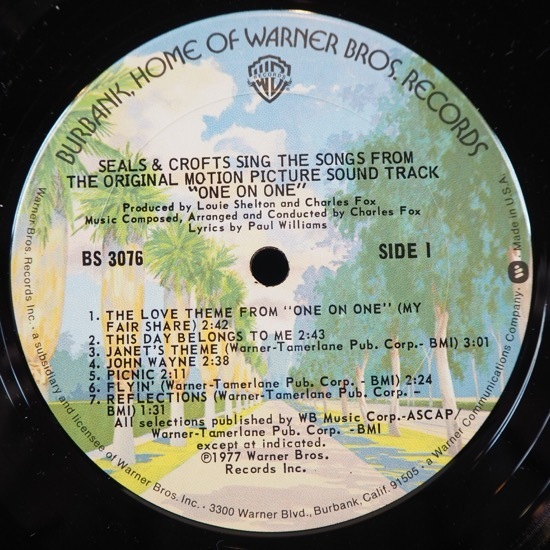 BURBANK, HOME OF WARNER BROS. RECORDS
WB
RECORDS
SEALS & CROFTS SING THE SONGS FROM
THE ORIGINAL MOTION PICTURE SOUND TRACK
"ONE ON ONE"
Produced by Louie Shelton and Charles Fox
Music Composed, Arranged and Conducted by Charles Fox
Lyrics by Paul Williams
BS 3076
SIDE 1
1. THE LOVE THEME FROM "ONE ON ONE" (MY
FAIR SHARE) 2:42
2. THIS DAY BELONGS TO ME 2:43
3. JANET'S THEME (Warner-Tamerlane Pub. Corp. - BMI) 3:01
4. JOHN WAYNE 2:38
5. PICNIC 2:11
6. FLYIN' (Warner-Tamerlane Pub. Corp. - BMI) 2:24
7. REFLECTIONS (Warner-Tamerlane Pub. Corp. -
BMI) 1:31
All selections published by WB Music Corp.-ASCAP/
Warner-Tamerlane Pub. Corp. -BMI
except at indicated.
℗1977 Warner Bros.
Records Inc.
Warner Bros. Records Inc. · a subsidiary and licensee of Warner Bros. Inc. · 3300 Warner Blvd., Burbank, Calif. 91505 · a Warner Communications Company. · Made in U.S.A.